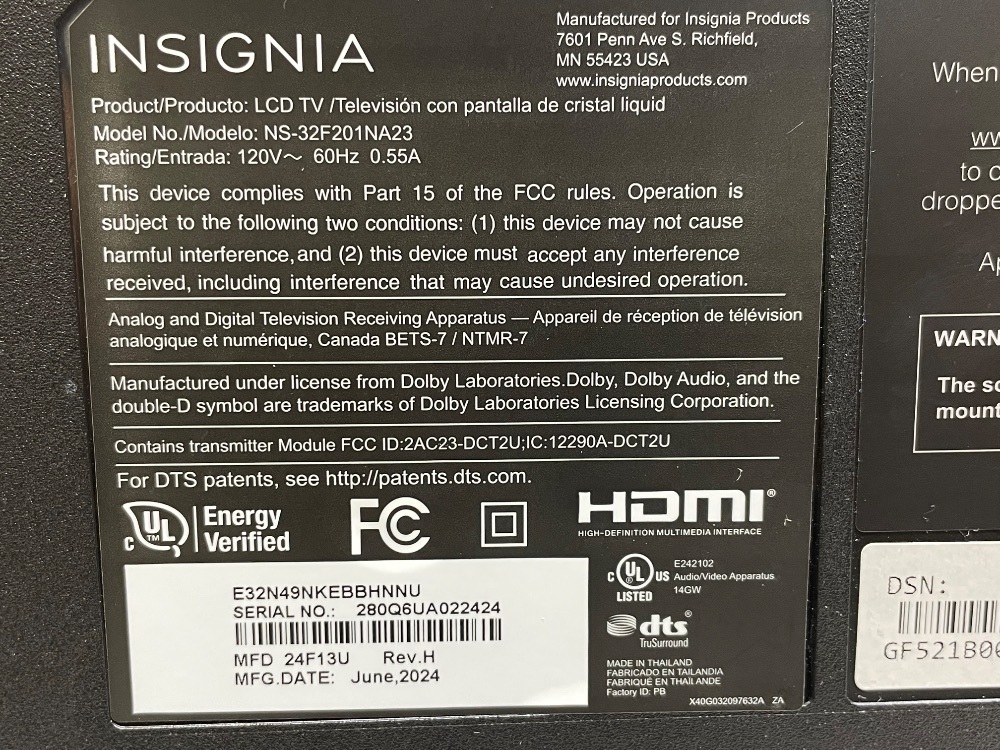 INSIGNIA
Manufactured for Insignia Products
7601 Penn Ave S. Richfield,
MN 55423 USA
www.insigniaproducts.com
Product/Producto: LCD TV /Televisión con pantalla de cristal liquid
Model No./Modelo: NS-32F201NA23
Rating/Entrada: 120V～ 60Hz 0.55A
This device complies with Part 15 of the FCC rules. Operation is
subject to the following two conditions: (1) this device may not cause
harmful interference,and (2) this device must accept any interference
received, including interference that may cause undesired operation.
Analog and Digital Television Receiving Apparatus — Appareil de réception de télévision
analogique et numérique, Canada BETS-7 / NTMR-7
Manufactured under license from Dolby Laboratories.Dolby, Dolby Audio, and the
double-D symbol are trademarks of Dolby Laboratories Licensing Corporation.
Contains transmitter Module FCC ID:2AC23-DCT2U;IC:12290A-DCT2U
For DTS patents, see http://patents.dts.com.
c UL TM Energy
Verified
FC
HDMI®
HIGH-DEFINITION MULTIMEDIA INTERFACE
E32N49NKEBBHNNU
SERIAL NO.: 280Q6UA022424
MFD 24F13U Rev.H
MFG.DATE: June,2024
c UL ® US
LISTED
E242102
Audio/Video Apparatus
14GW
dts®
TruSurround
MADE IN THAILAND
FABRICADO EN TAILANDIA
FABRIQUÉ EN THAÏLANDE
Factory ID: PB
X40G032097632A ZA
When
to
droppe
WARN
The
mount
DSN:
GF521B0